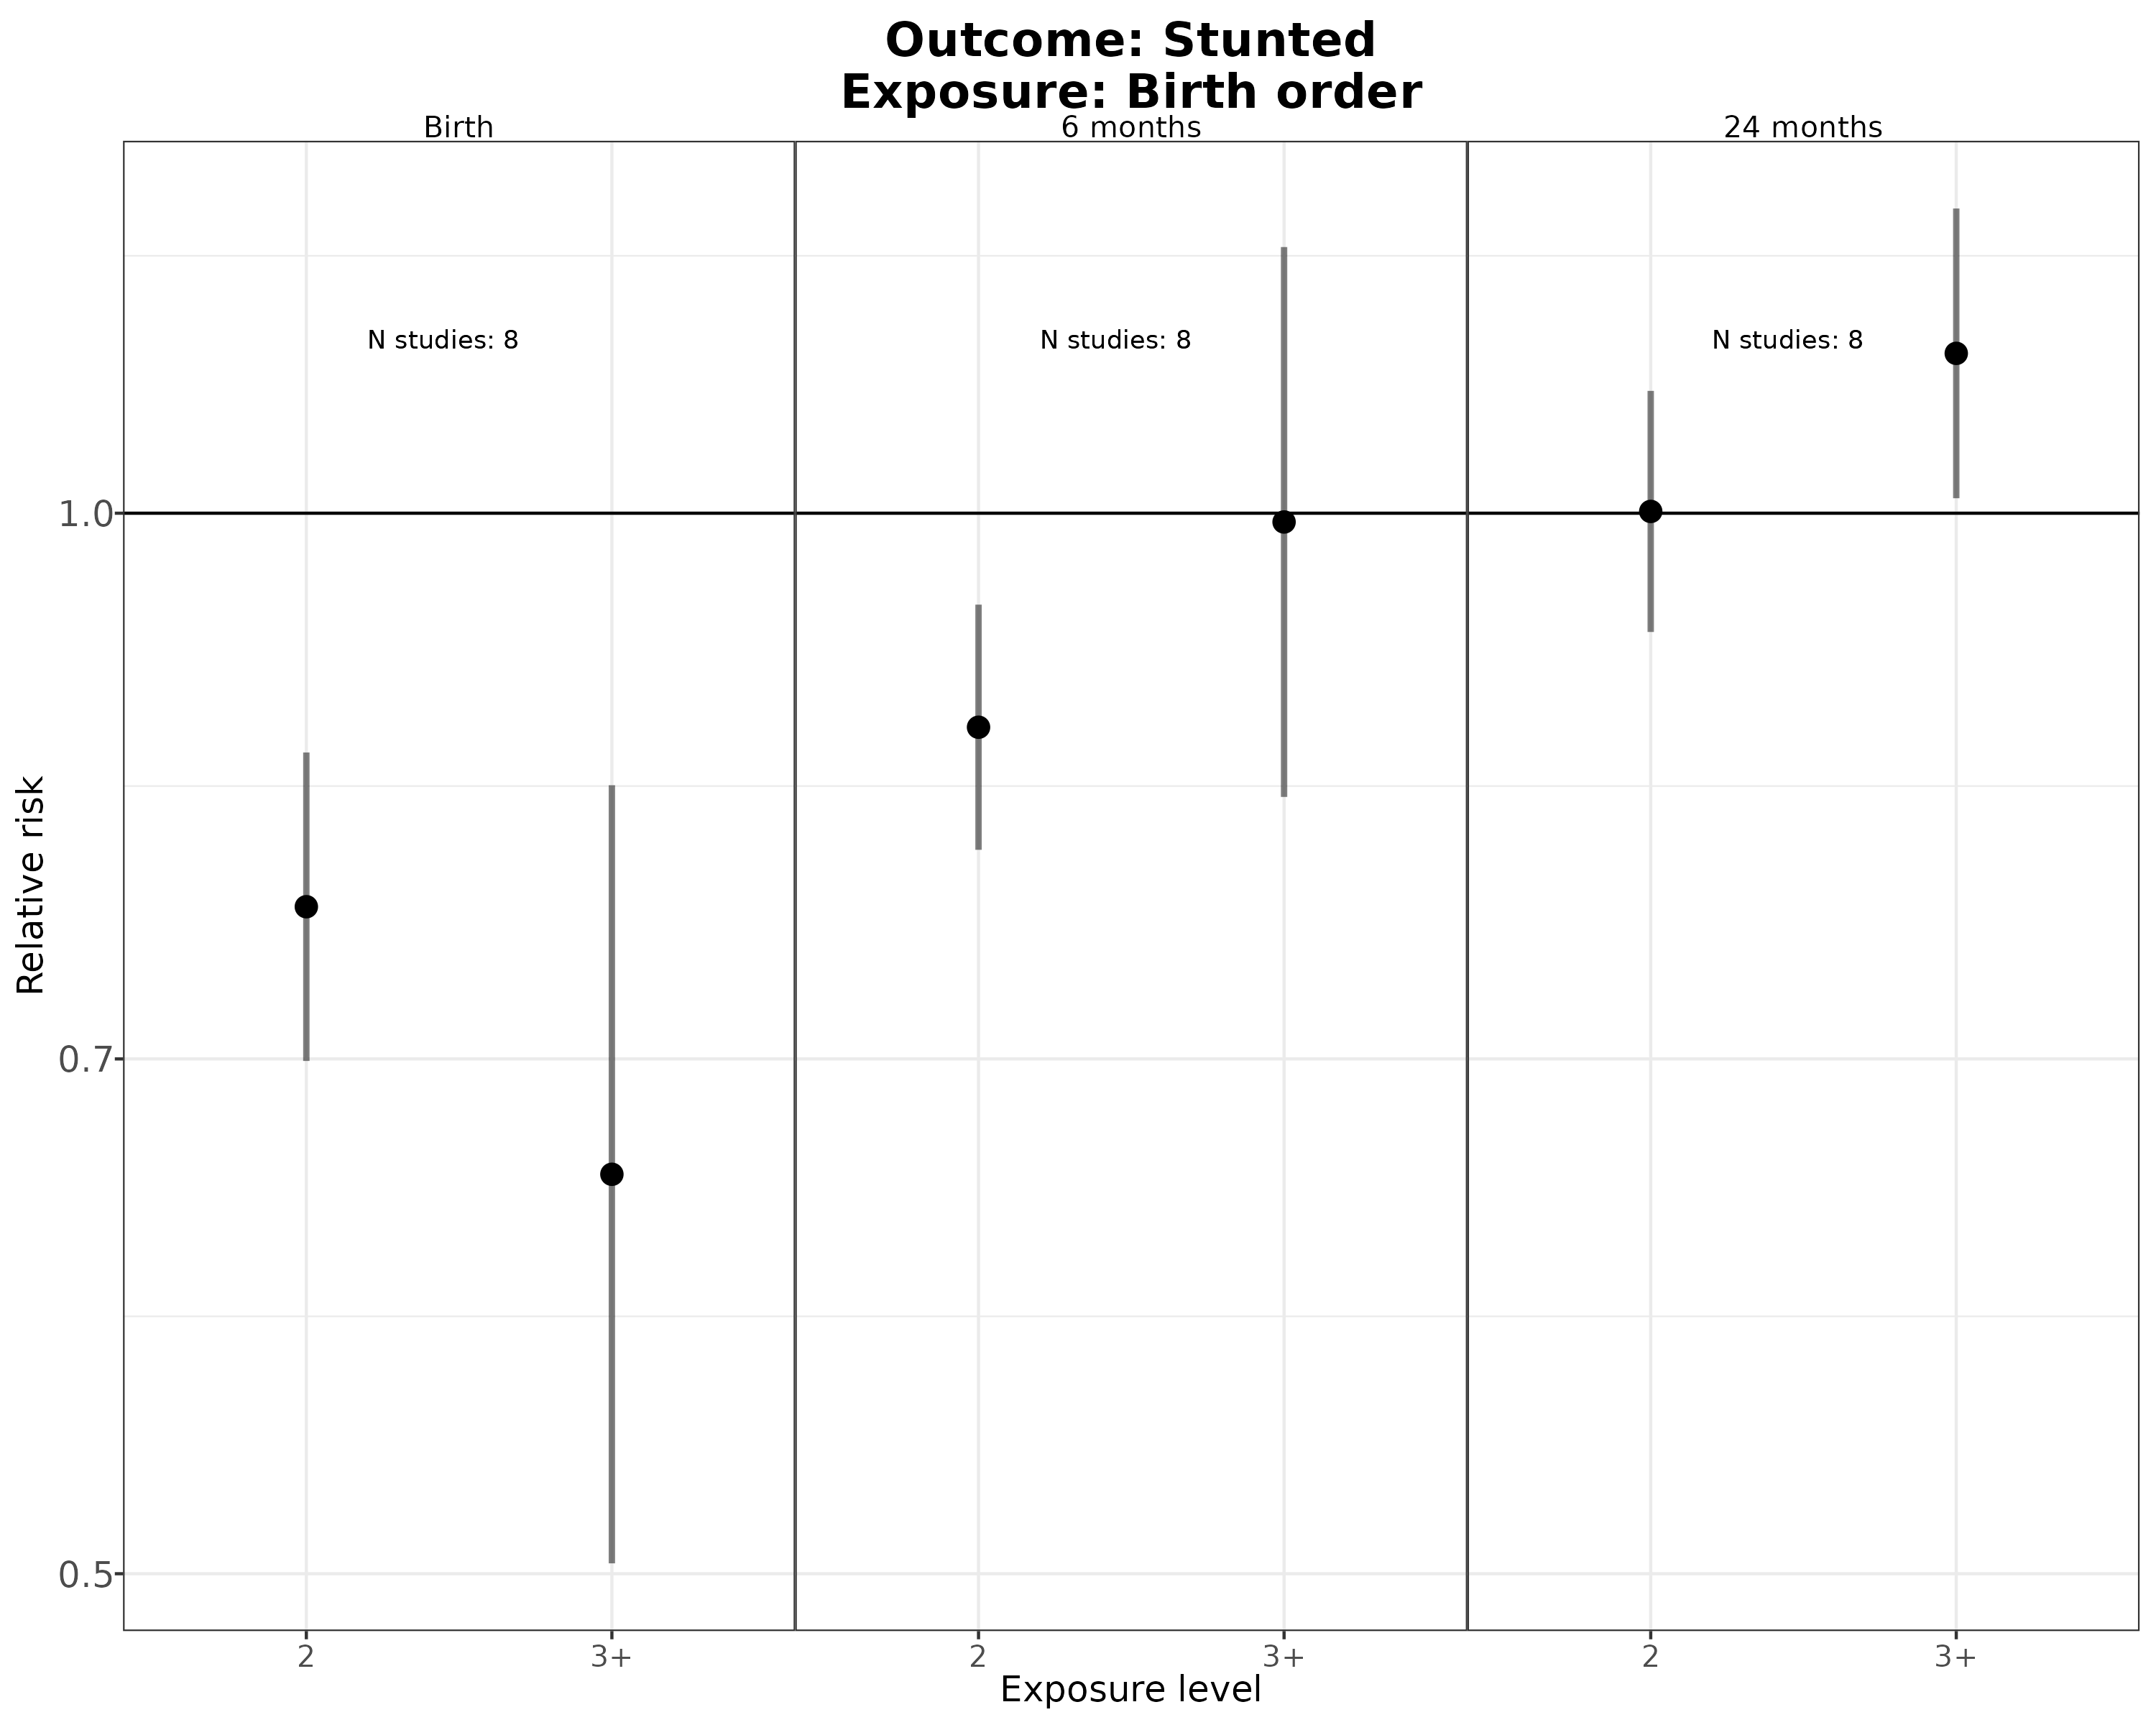 Outcome: Stunted
Exposure: Birth order
Birth
6 months
24 months
N studies: 8
N studies: 8
N studies: 8
Relative risk
1.0
0.7
0.5
2
3+
2
3+
2
3+
Exposure level